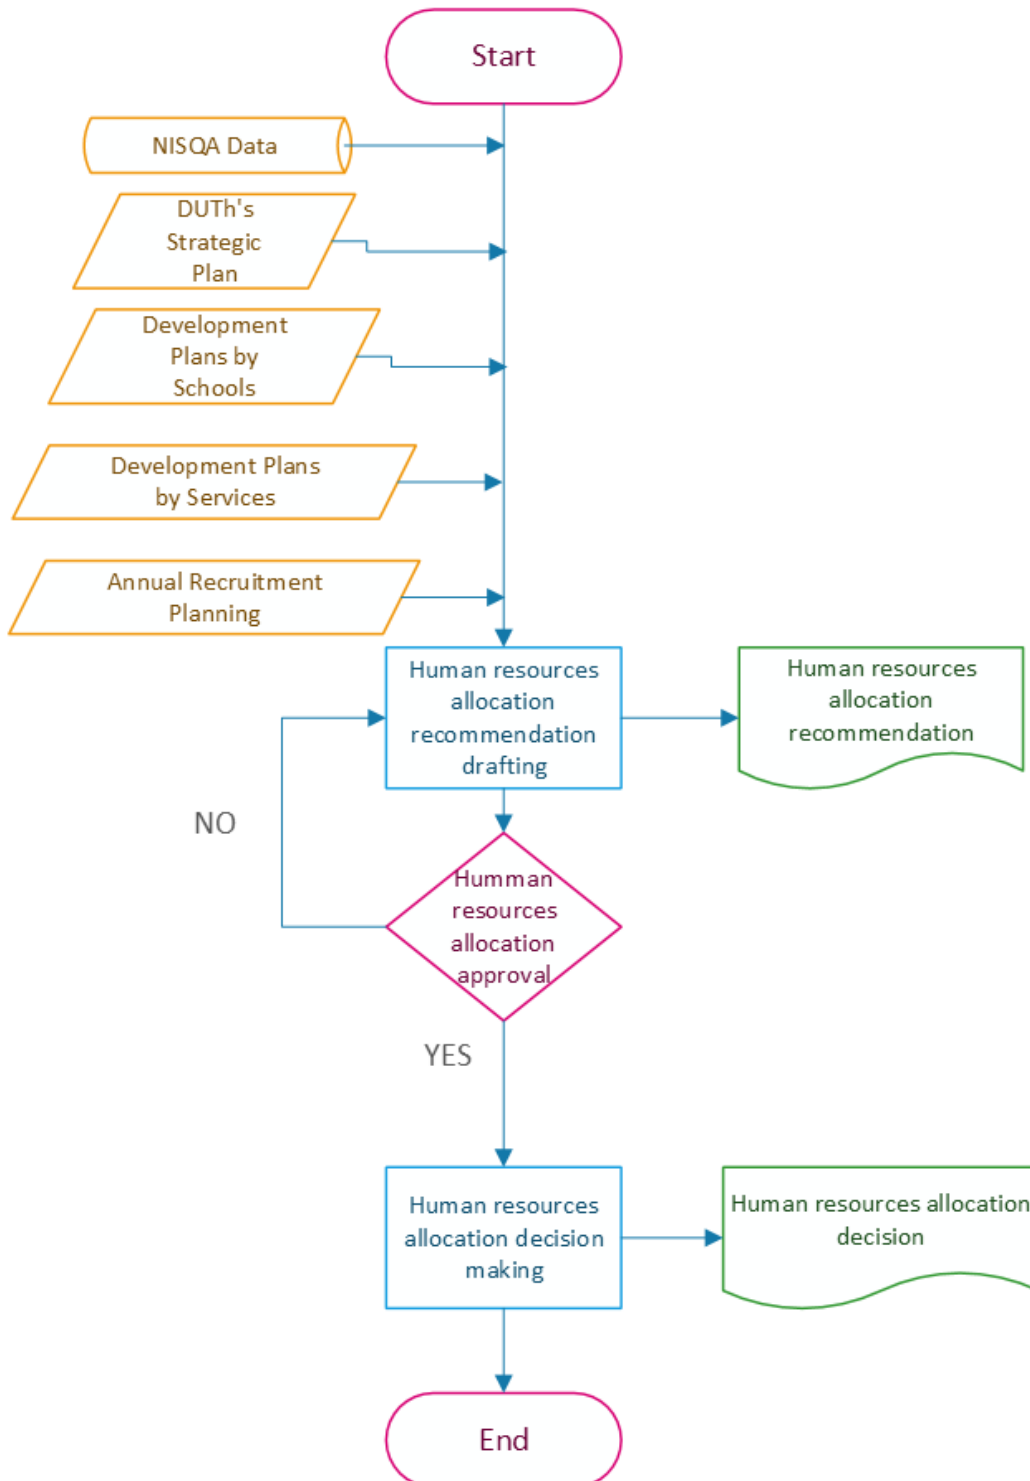 Start
NISQA Data
DUTh's
Strategic
Plan
Development
Plans by
Schools
Development Plans
by Services
Annual Recruitment
Planning
Human resources
allocation
recommendation
drafting
Human resources
allocation
recommendation
NO
Humman
resources
allocation
approval
YES
Human resources
allocation decision
making
Human resources allocation
decision
End